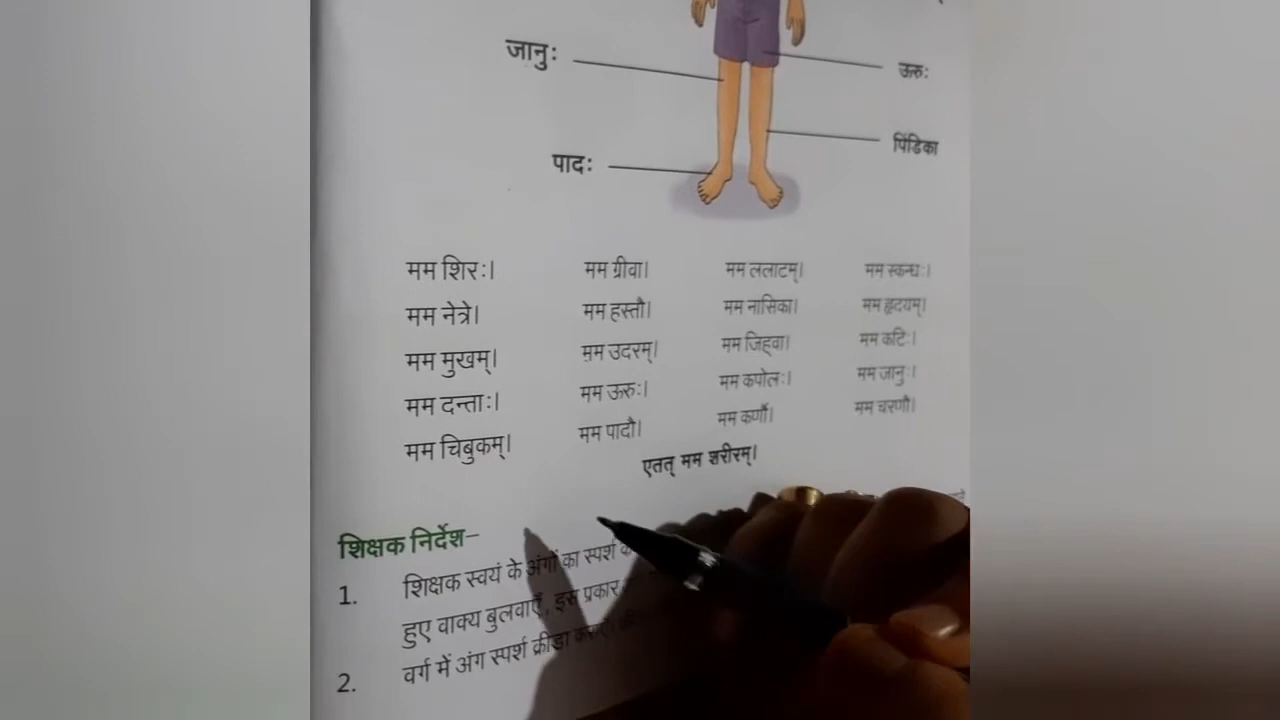 जानुः
ऊरुः
पिंडिका
पादः
मम शिरः। मम ग्रीवा। मम ललाटम्। मम स्कन्धः।
मम नेत्रे। मम हस्तौ। मम नासिका। मम हृदयम्।
मम मुखम्। मम उदरम्। मम जिह्वा। मम कटिः।
मम दन्ताः। मम ऊरुः। मम कपोलः। मम जानुः।
मम चिबुकम्। मम पादौ। मम कर्णौ। मम चरणौ।
एतत् मम शरीरम्।
शिक्षक निर्देश–
1. शिक्षक स्वयं के अंगों का स्पर्श
हुए वाक्य बुलवाएँ, इस प्रकार
2. वर्ग में अंग स्पर्श क्रीड़ा